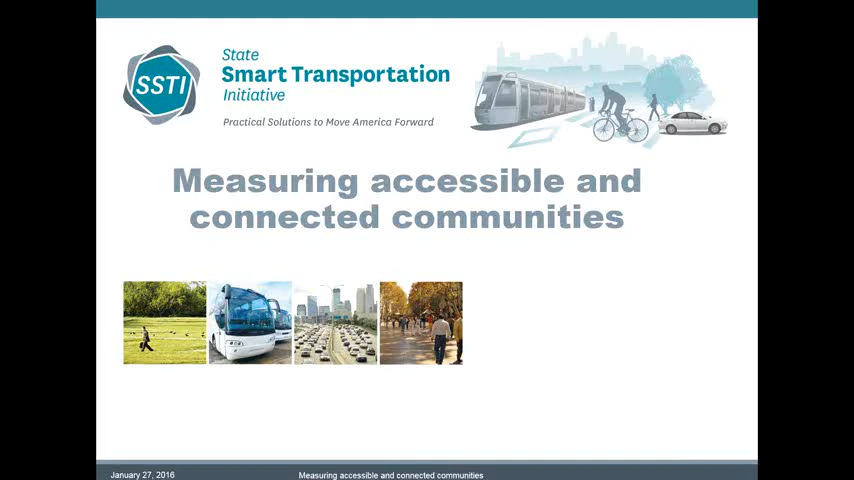 SSTI
State
Smart Transportation
Initiative
Practical Solutions to Move America Forward
Measuring accessible and
connected communities
January 27, 2016
Measuring accessible and connected communities